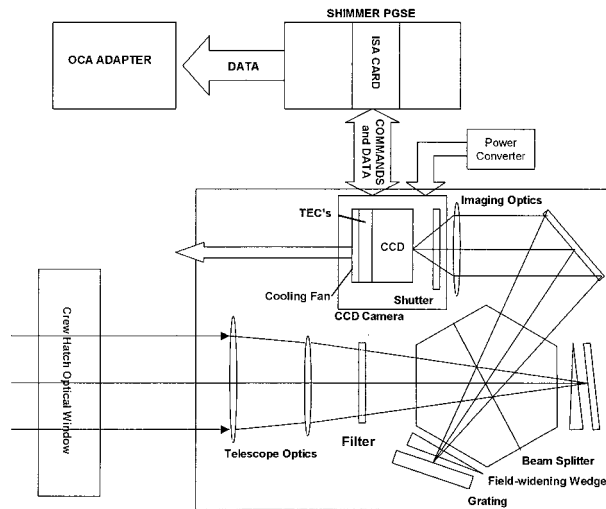 SHIMMER PGSE
OCA ADAPTER
DATA
ISA CARD
COMMANDS
and DATA
Power
Converter
Imaging Optics
TEC's
CCD
Cooling Fan
Shutter
CCD Camera
Crew Hatch Optical Window
Telescope Optics
Filter
Beam Splitter
Field-widening Wedge
Grating